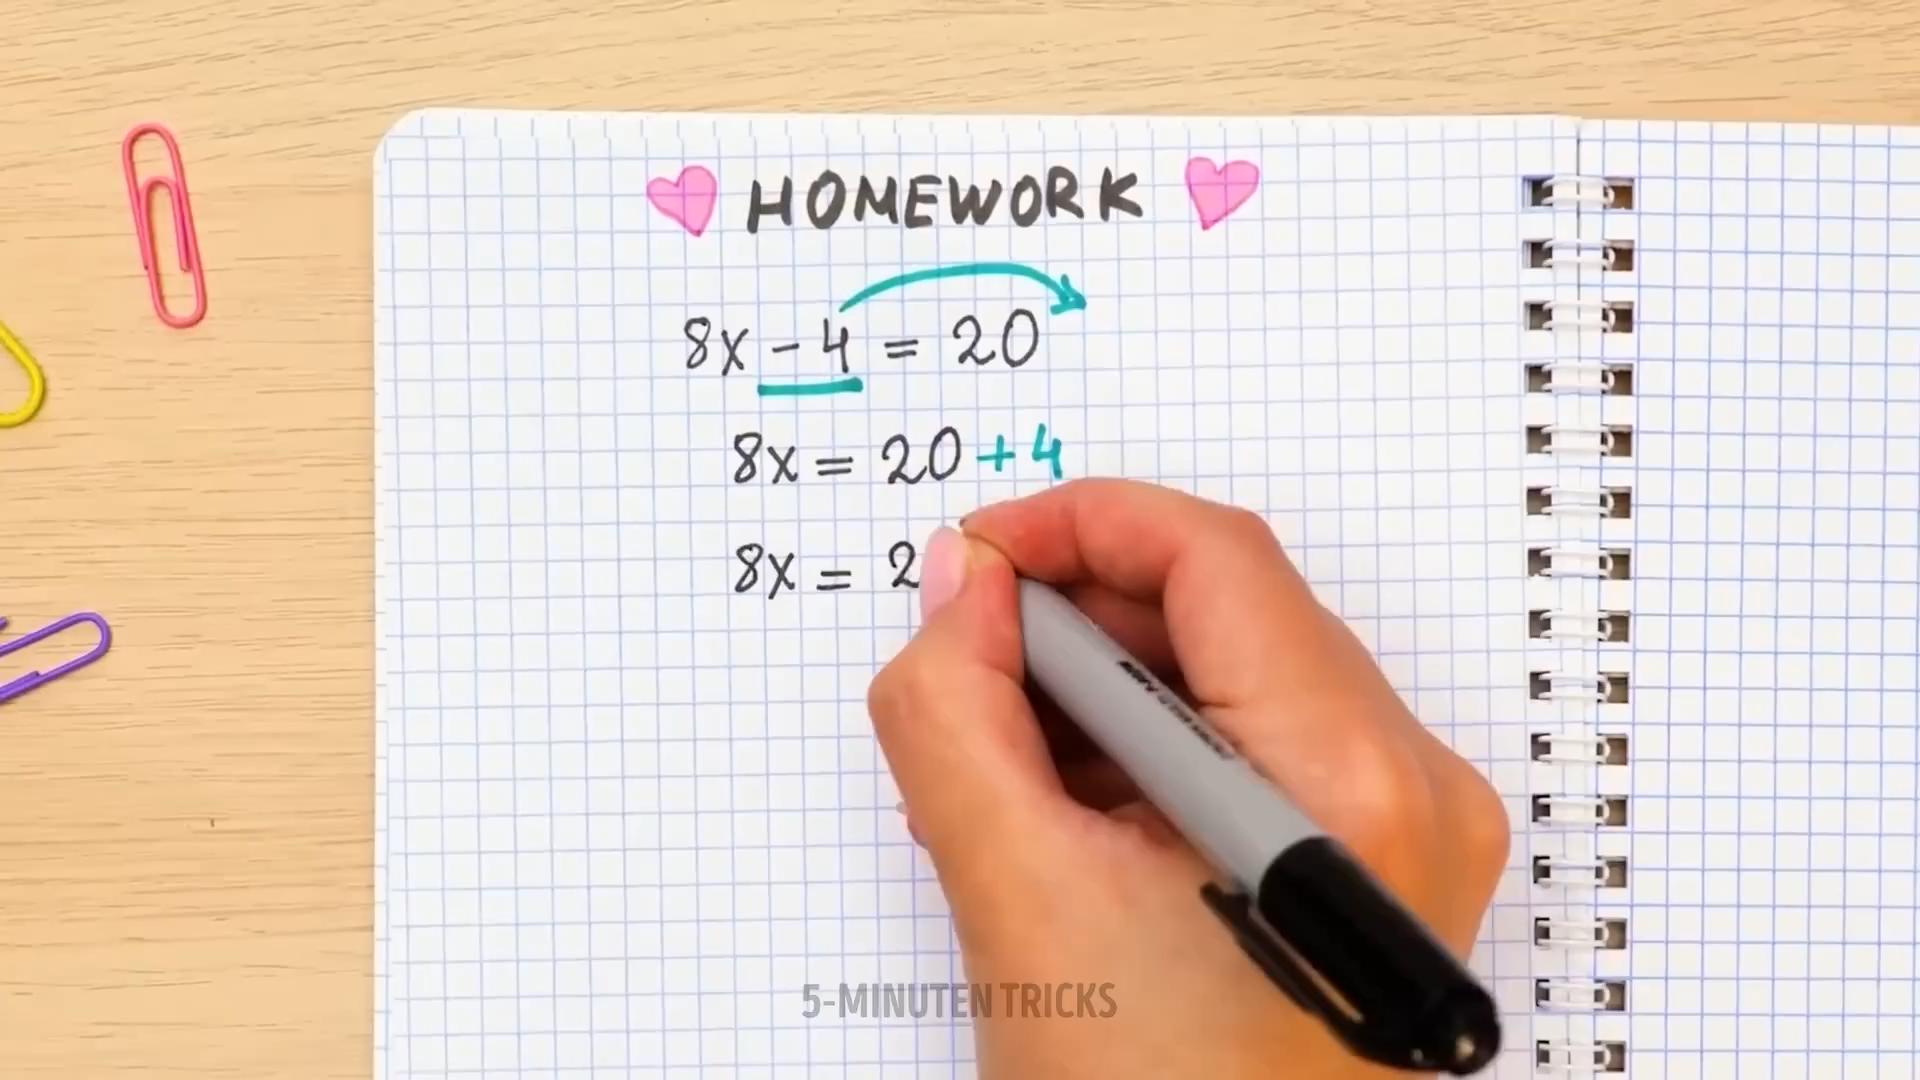 HOMEWORK
8x - 4 = 20
8x = 20 + 4
8x = 2
5-MINUTEN TRICKS